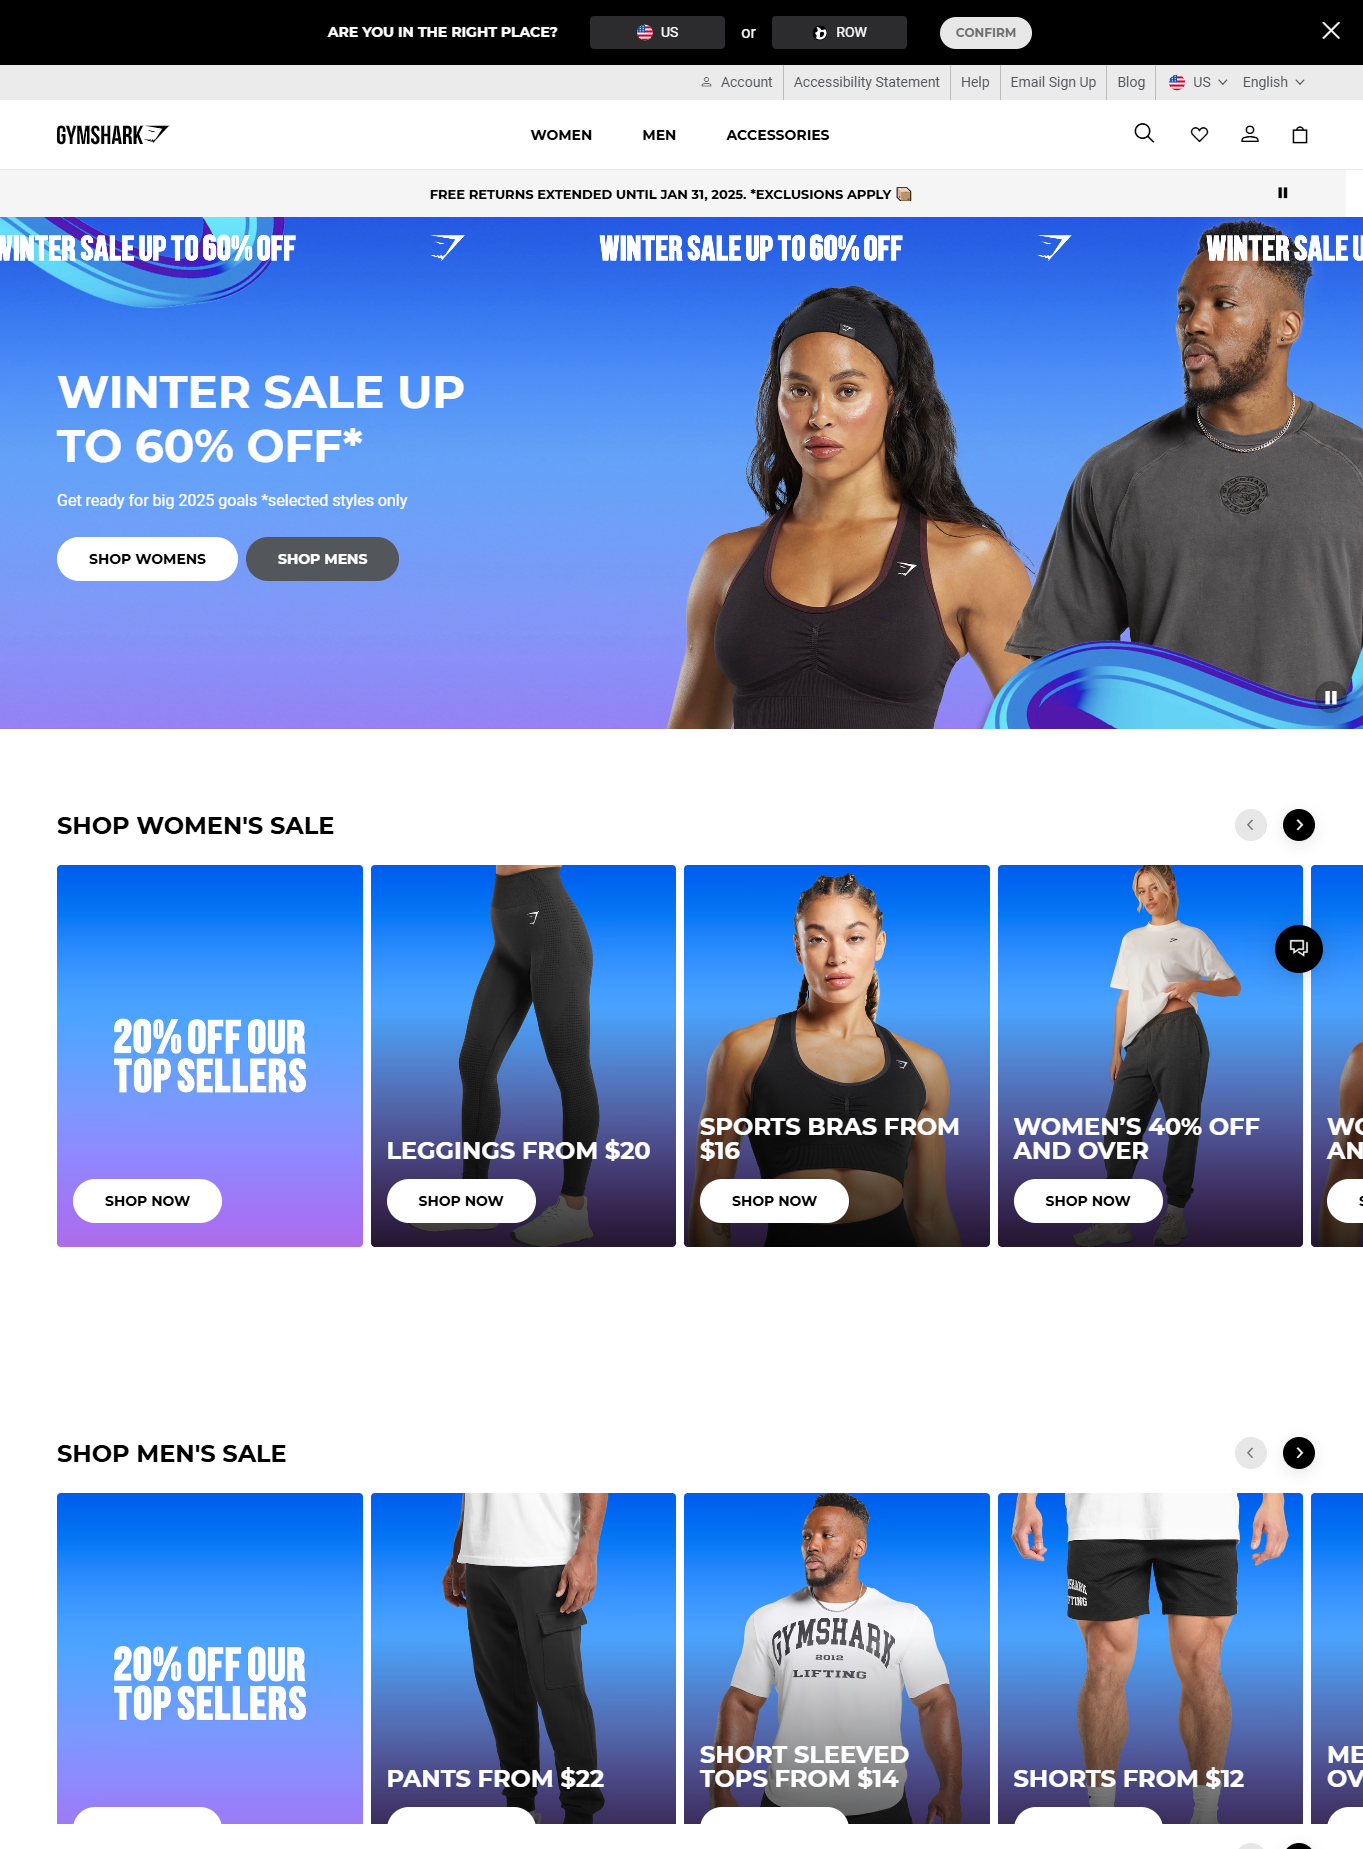 ARE YOU IN THE RIGHT PLACE?
US
or
ROW
CONFIRM
Account
Accessibility Statement
Help
Email Sign Up
Blog
US
English
GYMSHARK
WOMEN
MEN
ACCESSORIES
FREE RETURNS EXTENDED UNTIL JAN 31, 2025. *EXCLUSIONS APPLY
WINTER SALE UP TO 60% OFF
WINTER SALE UP TO 60% OFF
WINTER SALE U
WINTER SALE UP
TO 60% OFF*
Get ready for big 2025 goals *selected styles only
SHOP WOMENS
SHOP MENS
SHOP WOMEN'S SALE
20% OFF OUR
TOP SELLERS
SHOP NOW
LEGGINGS FROM $20
SHOP NOW
SPORTS BRAS FROM
$16
SHOP NOW
WOMEN’S 40% OFF
AND OVER
SHOP NOW
WO
AN
S
SHOP MEN'S SALE
20% OFF OUR
TOP SELLERS
PANTS FROM $22
GYMSHARK
2012
LIFTING
SHORT SLEEVED
TOPS FROM $14
SHORTS FROM $12
ME
OV